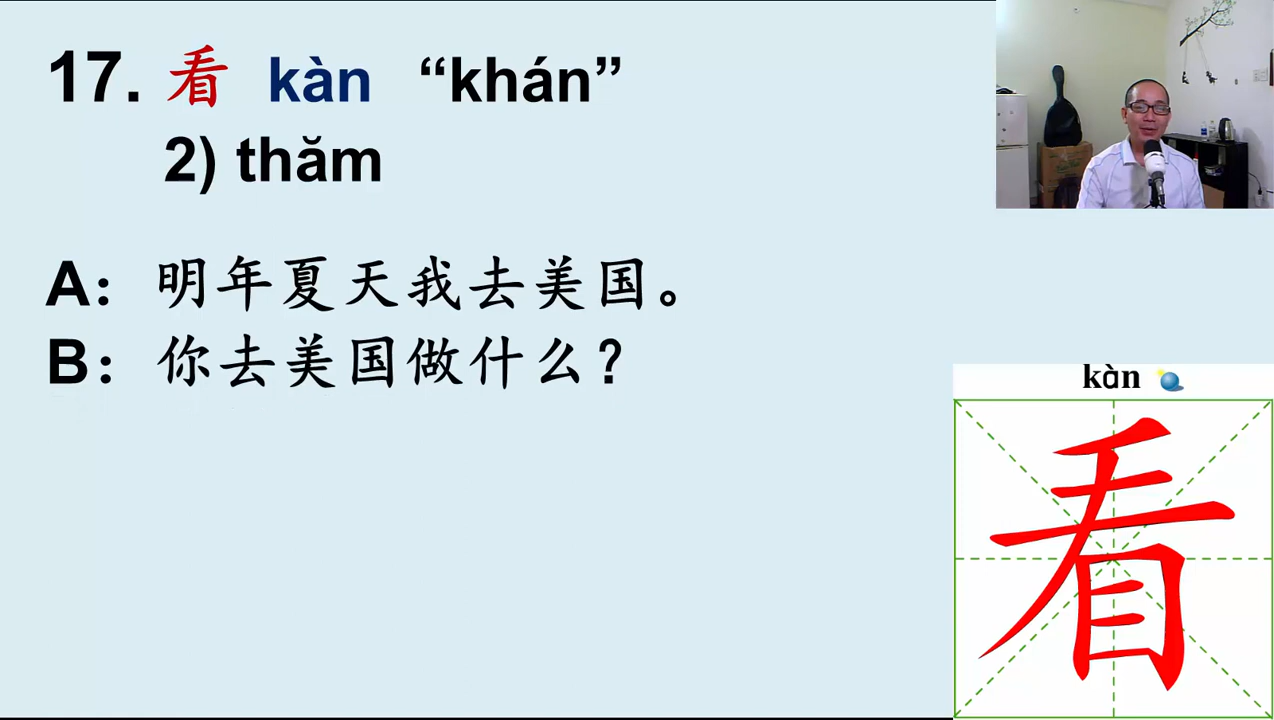 17. 看 kàn “khán”
2) thăm
A：明年夏天我去美国。
B：你去美国做什么？
kàn
看